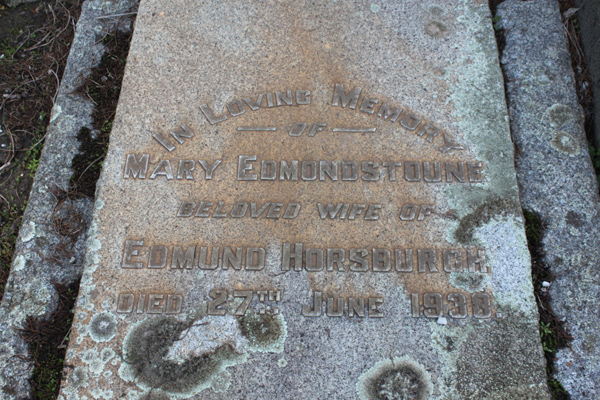 In Loving Memory
OF
Mary Edmondstoune
BELOVED WIFE OF
Edmund Horsburgh
DIED 27TH June 1938.